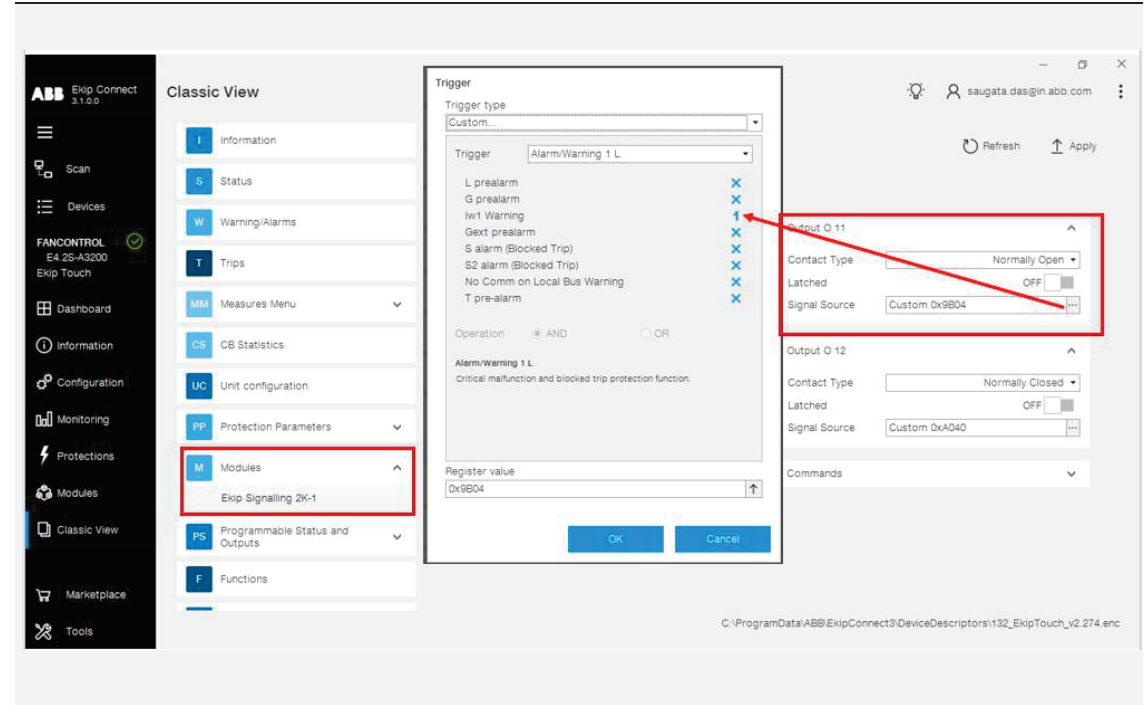 ABB Ekip Connect
3.1.0.0
Scan
Devices
FANCONTROL
E4.2S-A3200
Ekip Touch
Dashboard
Information
Configuration
Monitoring
Protections
Modules
Classic View
Marketplace
Tools
Classic View
I Information
S Status
W Warning/Alarms
T Trips
MM Measures Menu
CS CB Statistics
UC Unit configuration
PP Protection Parameters
M Modules
Ekip Signalling 2K-1
PS Programmable Status and
Outputs
F Functions
Trigger
Trigger type
Custom...
Trigger Alarm/Warning 1 L
L prealarm
G prealarm
Iw1 Warning 1
Gext prealarm
S alarm (Blocked Trip)
S2 alarm (Blocked Trip)
No Comm on Local Bus Warning
T pre-alarm
Operation AND OR
Alarm/Warning 1 L
Critical malfunction and blocked trip protection function.
Register value
0x9B04
OK Cancel
saugata.das@in.abb.com
Refresh Apply
Output O 11
Contact Type Normally Open
Latched OFF
Signal Source Custom 0x9B04 ...
Output O 12
Contact Type Normally Closed
Latched OFF
Signal Source Custom 0xA040 ...
Commands
C:\ProgramData\ABB\EkipConnect3\DeviceDescriptors\132_EkipTouch_v2.274.enc